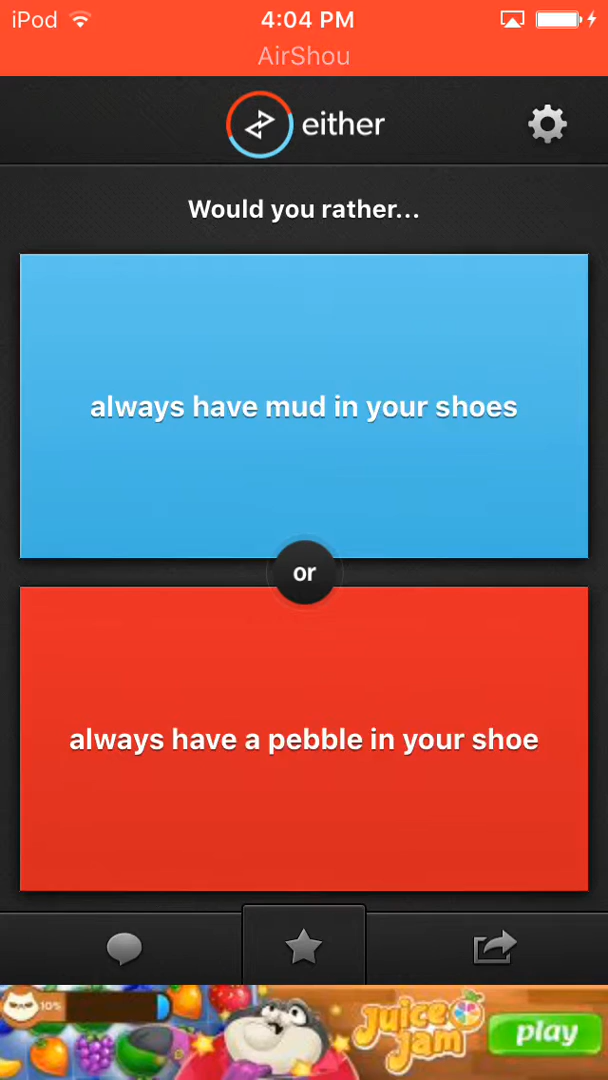 iPod 4:04 PM
AirShou
either
Would you rather...
always have mud in your shoes
or
always have a pebble in your shoe
10%
Juice Jam
play